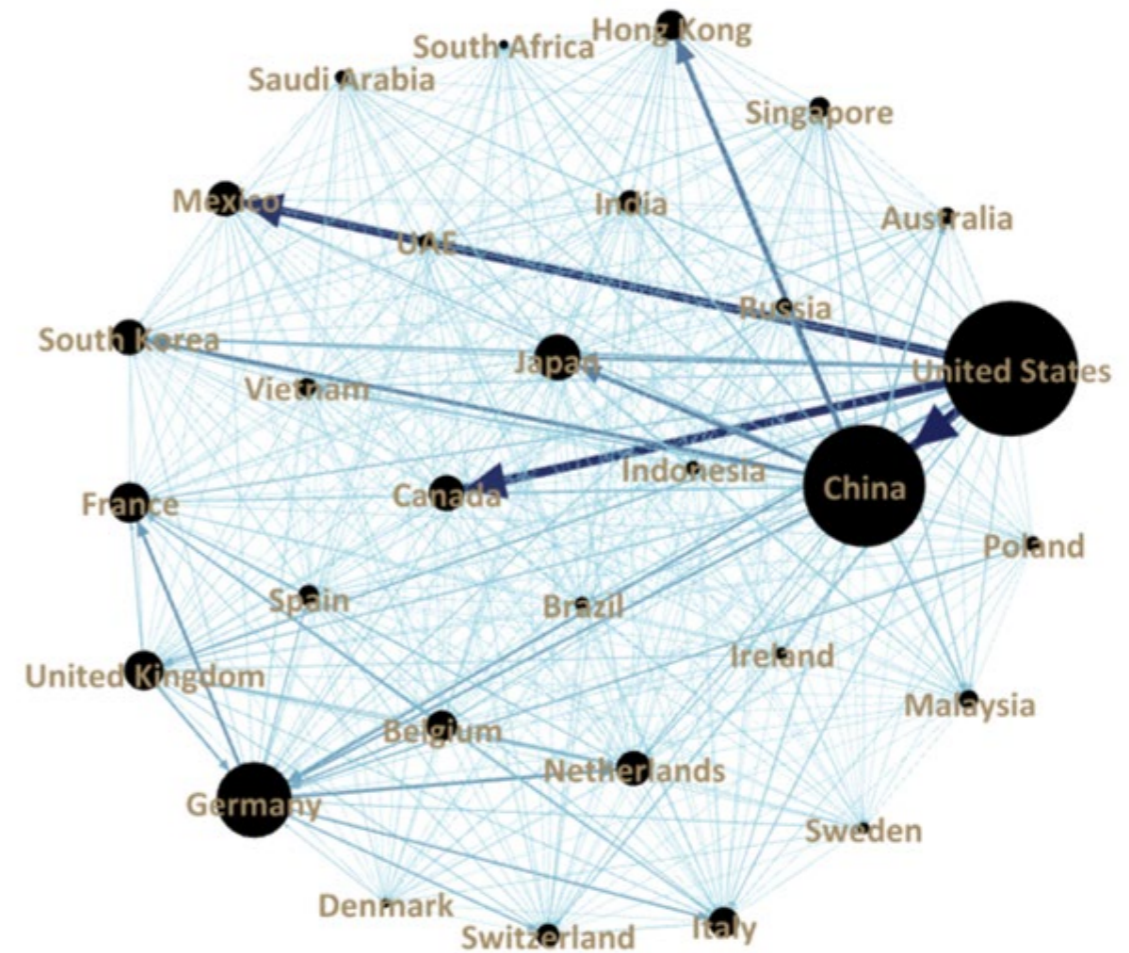 Hong Kong
South Africa
Saudi Arabia
Singapore
Mexico
India
Australia
UAE
Russia
South Korea
Japan
United States
Vietnam
Indonesia
China
Canada
France
Poland
Spain
Brazil
Ireland
United Kingdom
Malaysia
Belgium
Netherlands
Germany
Sweden
Denmark
Italy
Switzerland